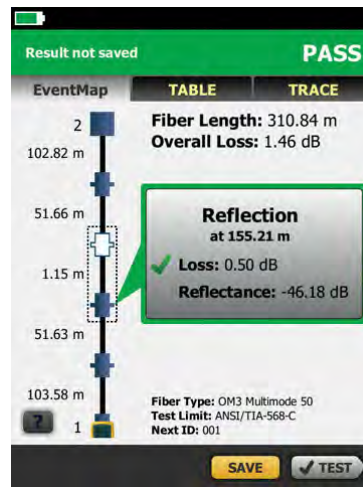 Result not saved
PASS
EventMap
TABLE
TRACE
2
Fiber Length: 310.84 m
Overall Loss: 1.46 dB
102.82 m
51.66 m
Reflection
at 155.21 m
Loss: 0.50 dB
Reflectance: -46.18 dB
1.15 m
51.63 m
103.58 m
Fiber Type: OM3 Multimode 50
Test Limit: ANSI/TIA-568-C
Next ID: 001
?
1
SAVE
TEST